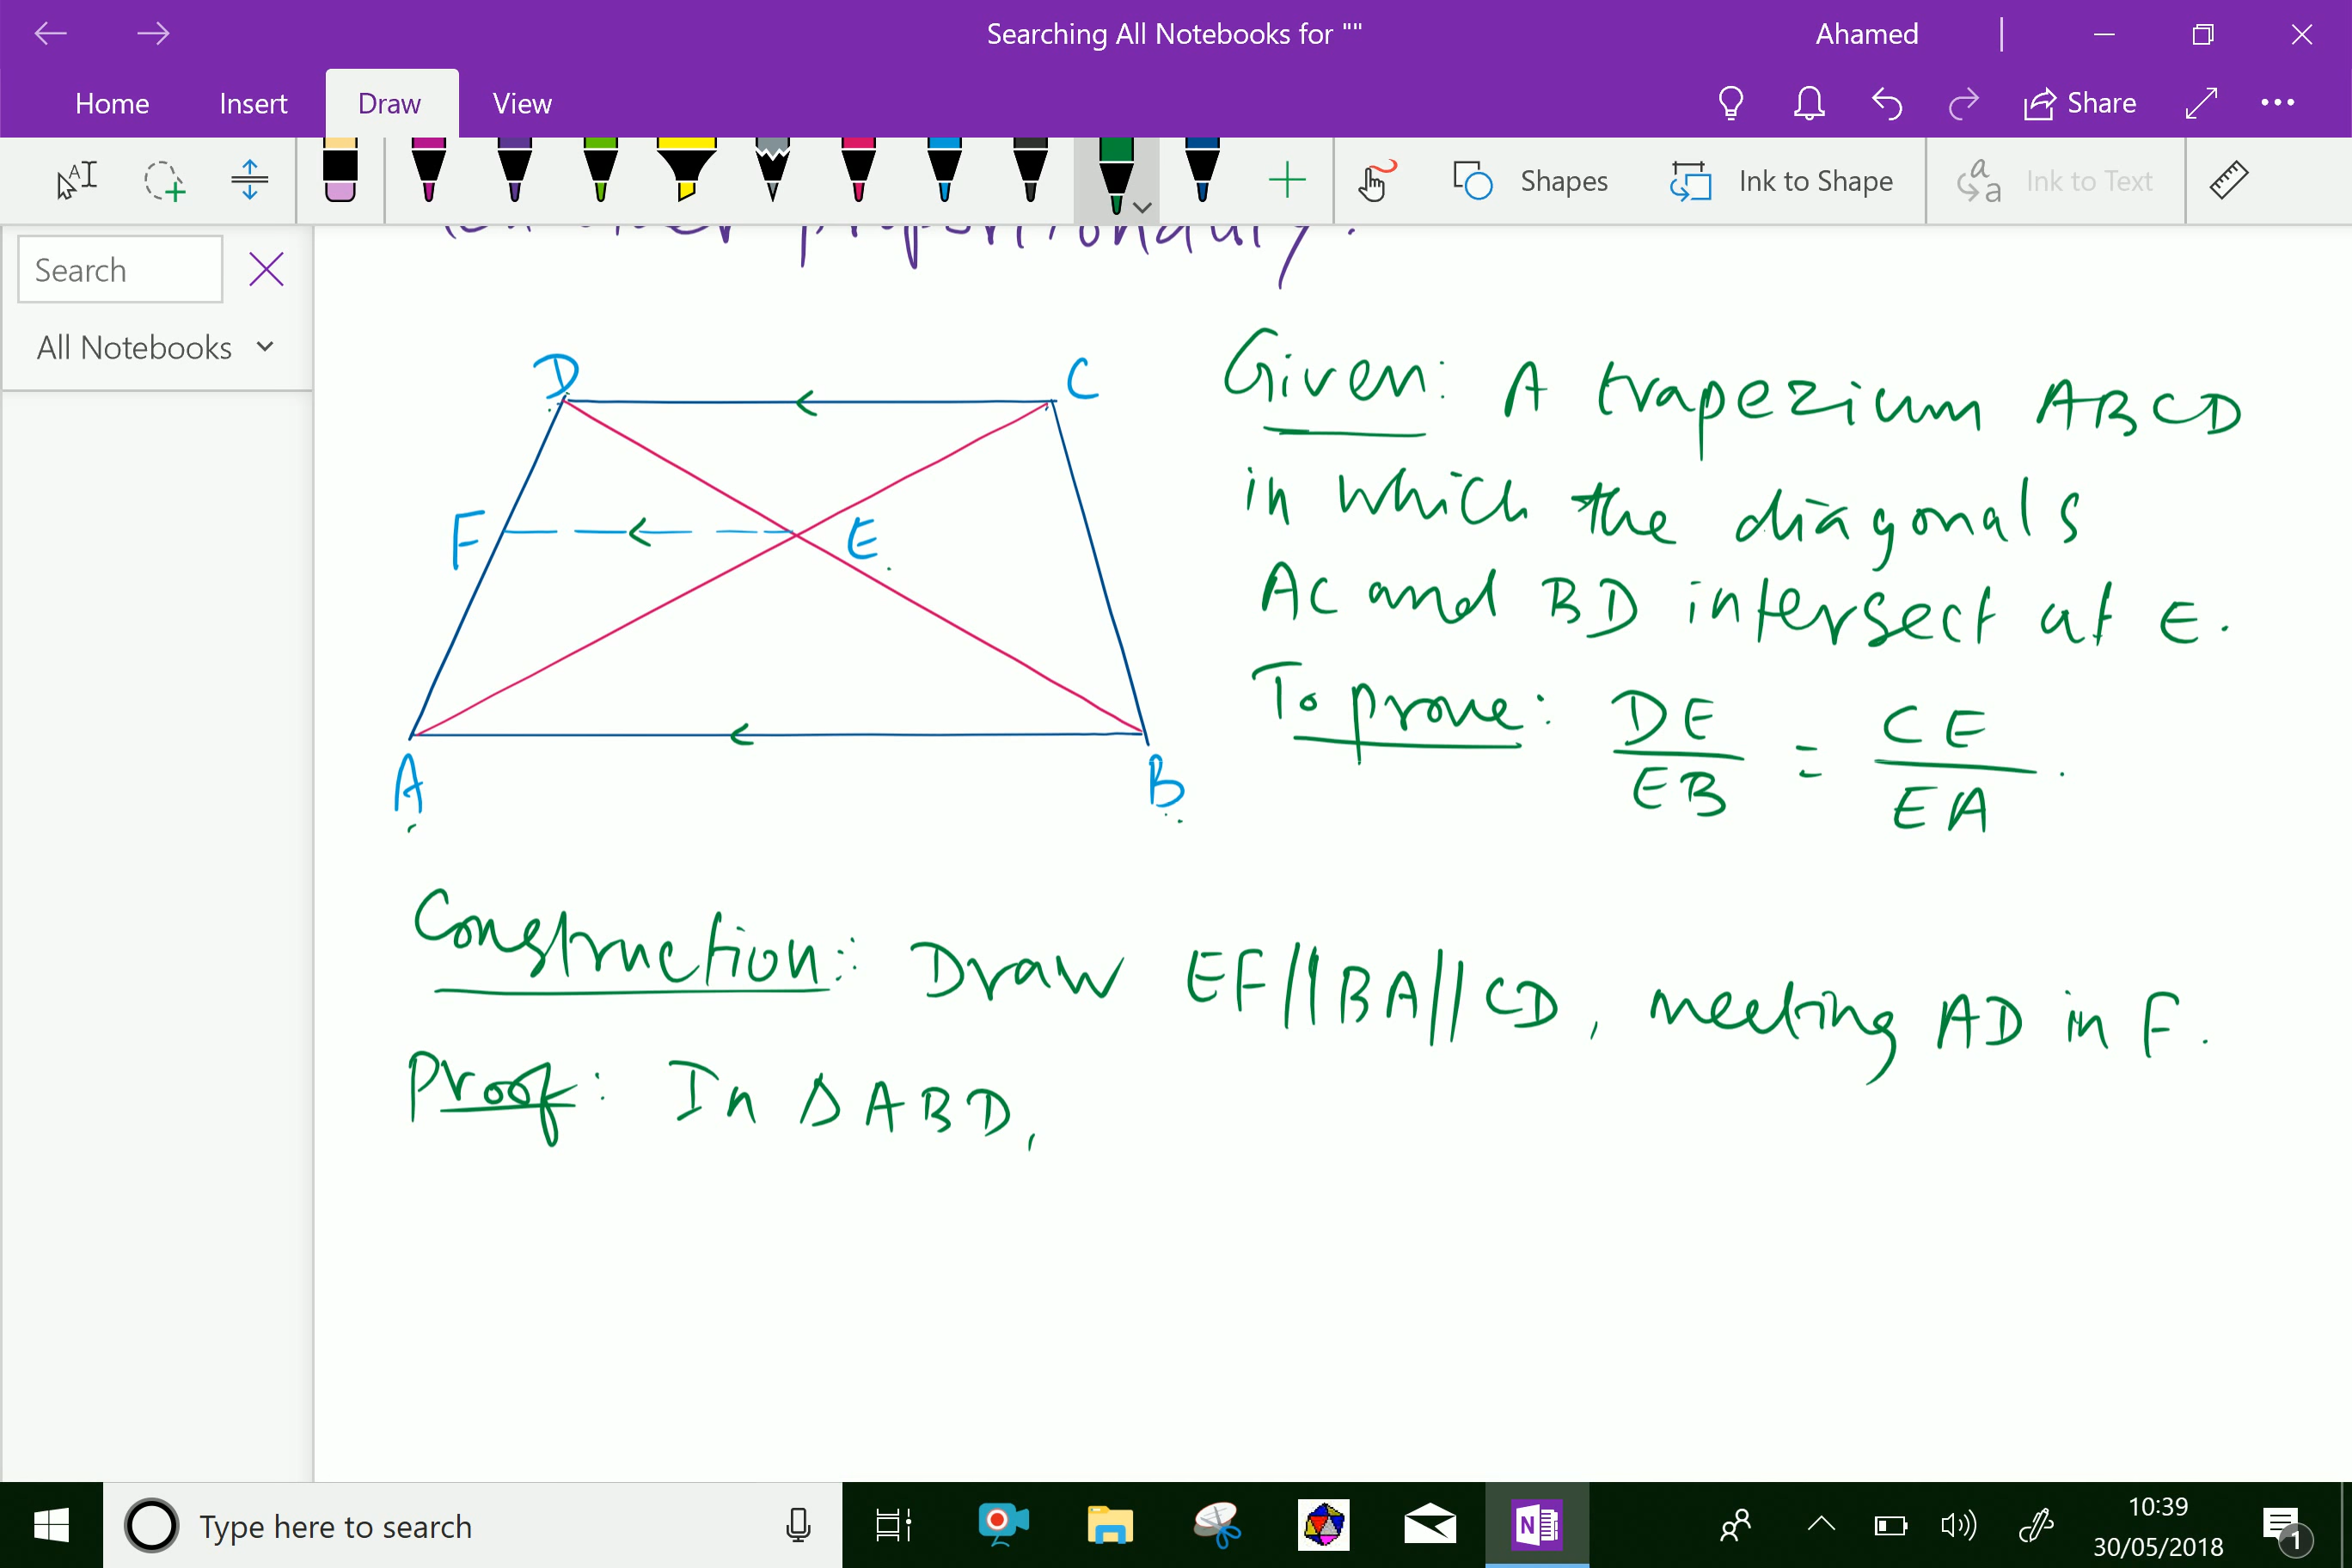 Searching All Notebooks for ""
Ahamed
Home Insert Draw View
Share
Shapes Ink to Shape Ink to Text
Search
All Notebooks
proportionality.
D C
F E
A B
Given: A trapezium ABCD
in which the diagonals
AC and BD intersect at E.
To prove: DE/EB = CE/EA.
Construction: Draw EF||BA||CD, meeting AD in F.
Proof: In ΔABD,
Type here to search
10:39
30/05/2018
1